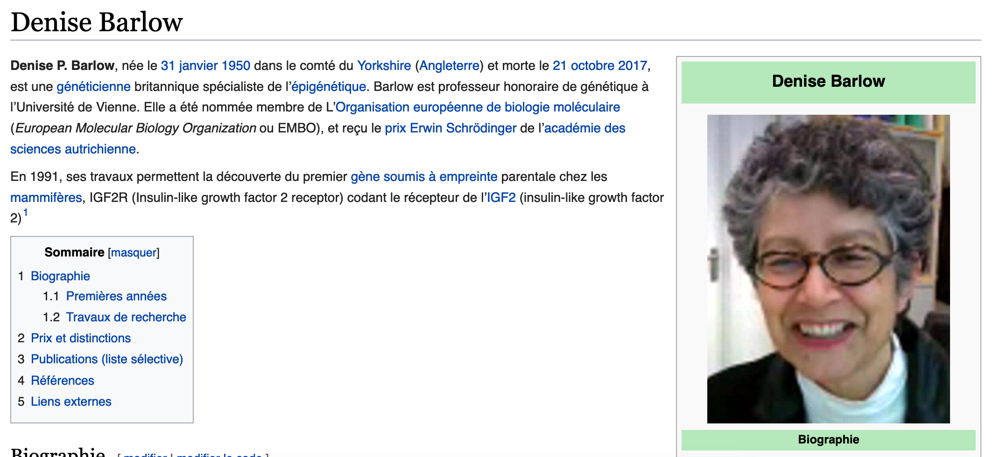 Denise Barlow
Denise P. Barlow, née le 31 janvier 1950 dans le comté du Yorkshire (Angleterre) et morte le 21 octobre 2017,
est une généticienne britannique spécialiste de l’épigénétique. Barlow est professeur honoraire de génétique à
l’Université de Vienne. Elle a été nommée membre de L’Organisation européenne de biologie moléculaire
(European Molecular Biology Organization ou EMBO), et reçu le prix Erwin Schrödinger de l’académie des
sciences autrichienne.
En 1991, ses travaux permettent la découverte du premier gène soumis à empreinte parentale chez les
mammifères, IGF2R (Insulin-like growth factor 2 receptor) codant le récepteur de l’IGF2 (insulin-like growth factor
2)1
Sommaire [masquer]
1 Biographie
1.1 Premières années
1.2 Travaux de recherche
2 Prix et distinctions
3 Publications (liste sélective)
4 Références
5 Liens externes
Biographie [ modifier | modifier le code ]
Denise Barlow
Biographie